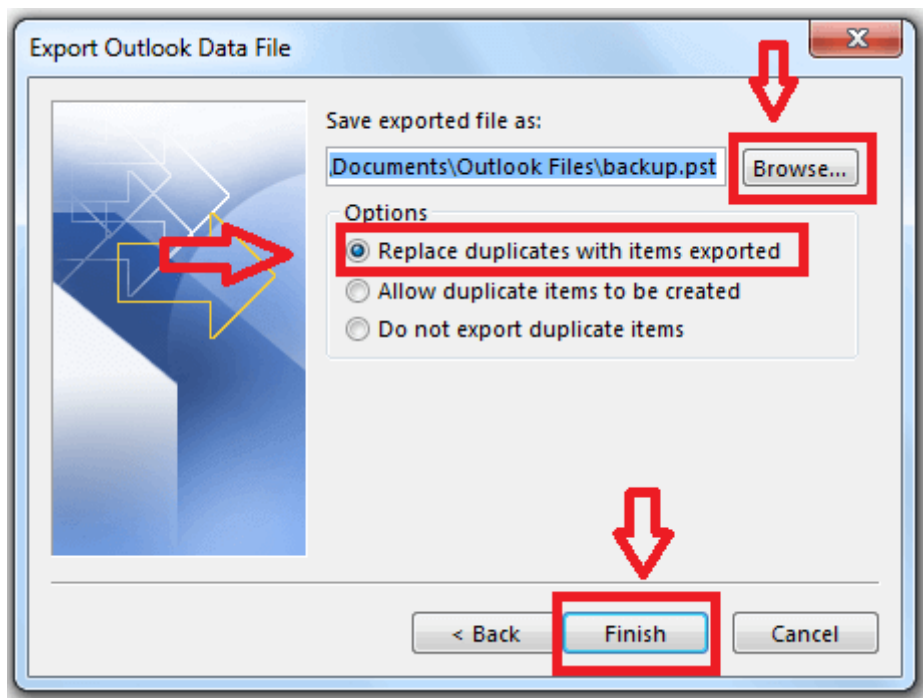 Export Outlook Data File
Save exported file as:
Documents\Outlook Files\backup.pst
Browse...
Options
Replace duplicates with items exported
Allow duplicate items to be created
Do not export duplicate items
< Back
Finish
Cancel